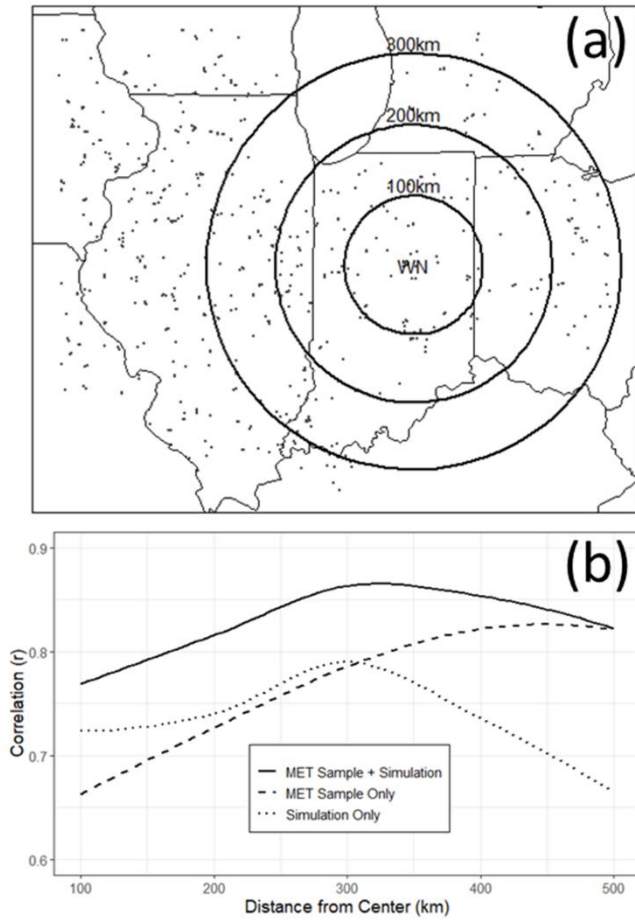 (a)
300km
200km
100km
WN
(b)
0.9
0.8
0.7
0.6
Correlation (r)
MET Sample + Simulation
MET Sample Only
Simulation Only
100
200
300
400
500
Distance from Center (km)